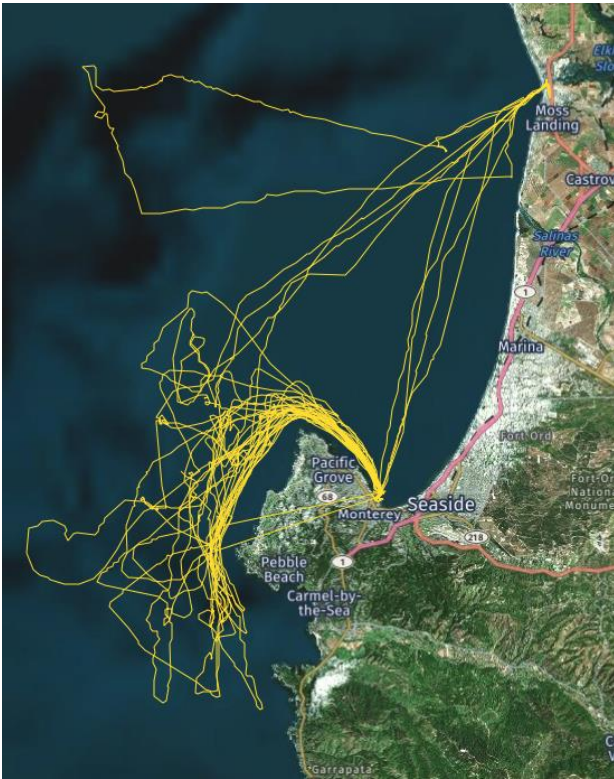 Moss
Landing
Salinas
River
1
Marina
Fort Ord
Pacific
Grove
68
Monterey
Seaside
218
1
Pebble
Beach
Carmel-by-
the-Sea
Garrapata